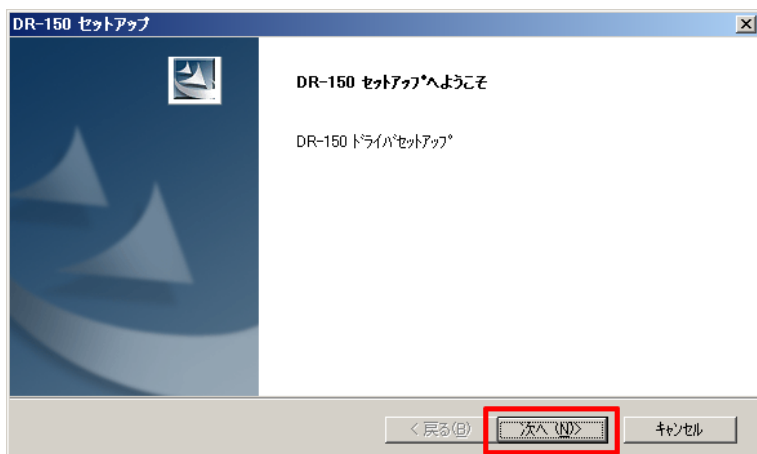 DR-150 セットアップ
DR-150 セットアップへようこそ
DR-150 ドライバセットアップ
< 戻る(B)
次へ (N)>
キャンセル